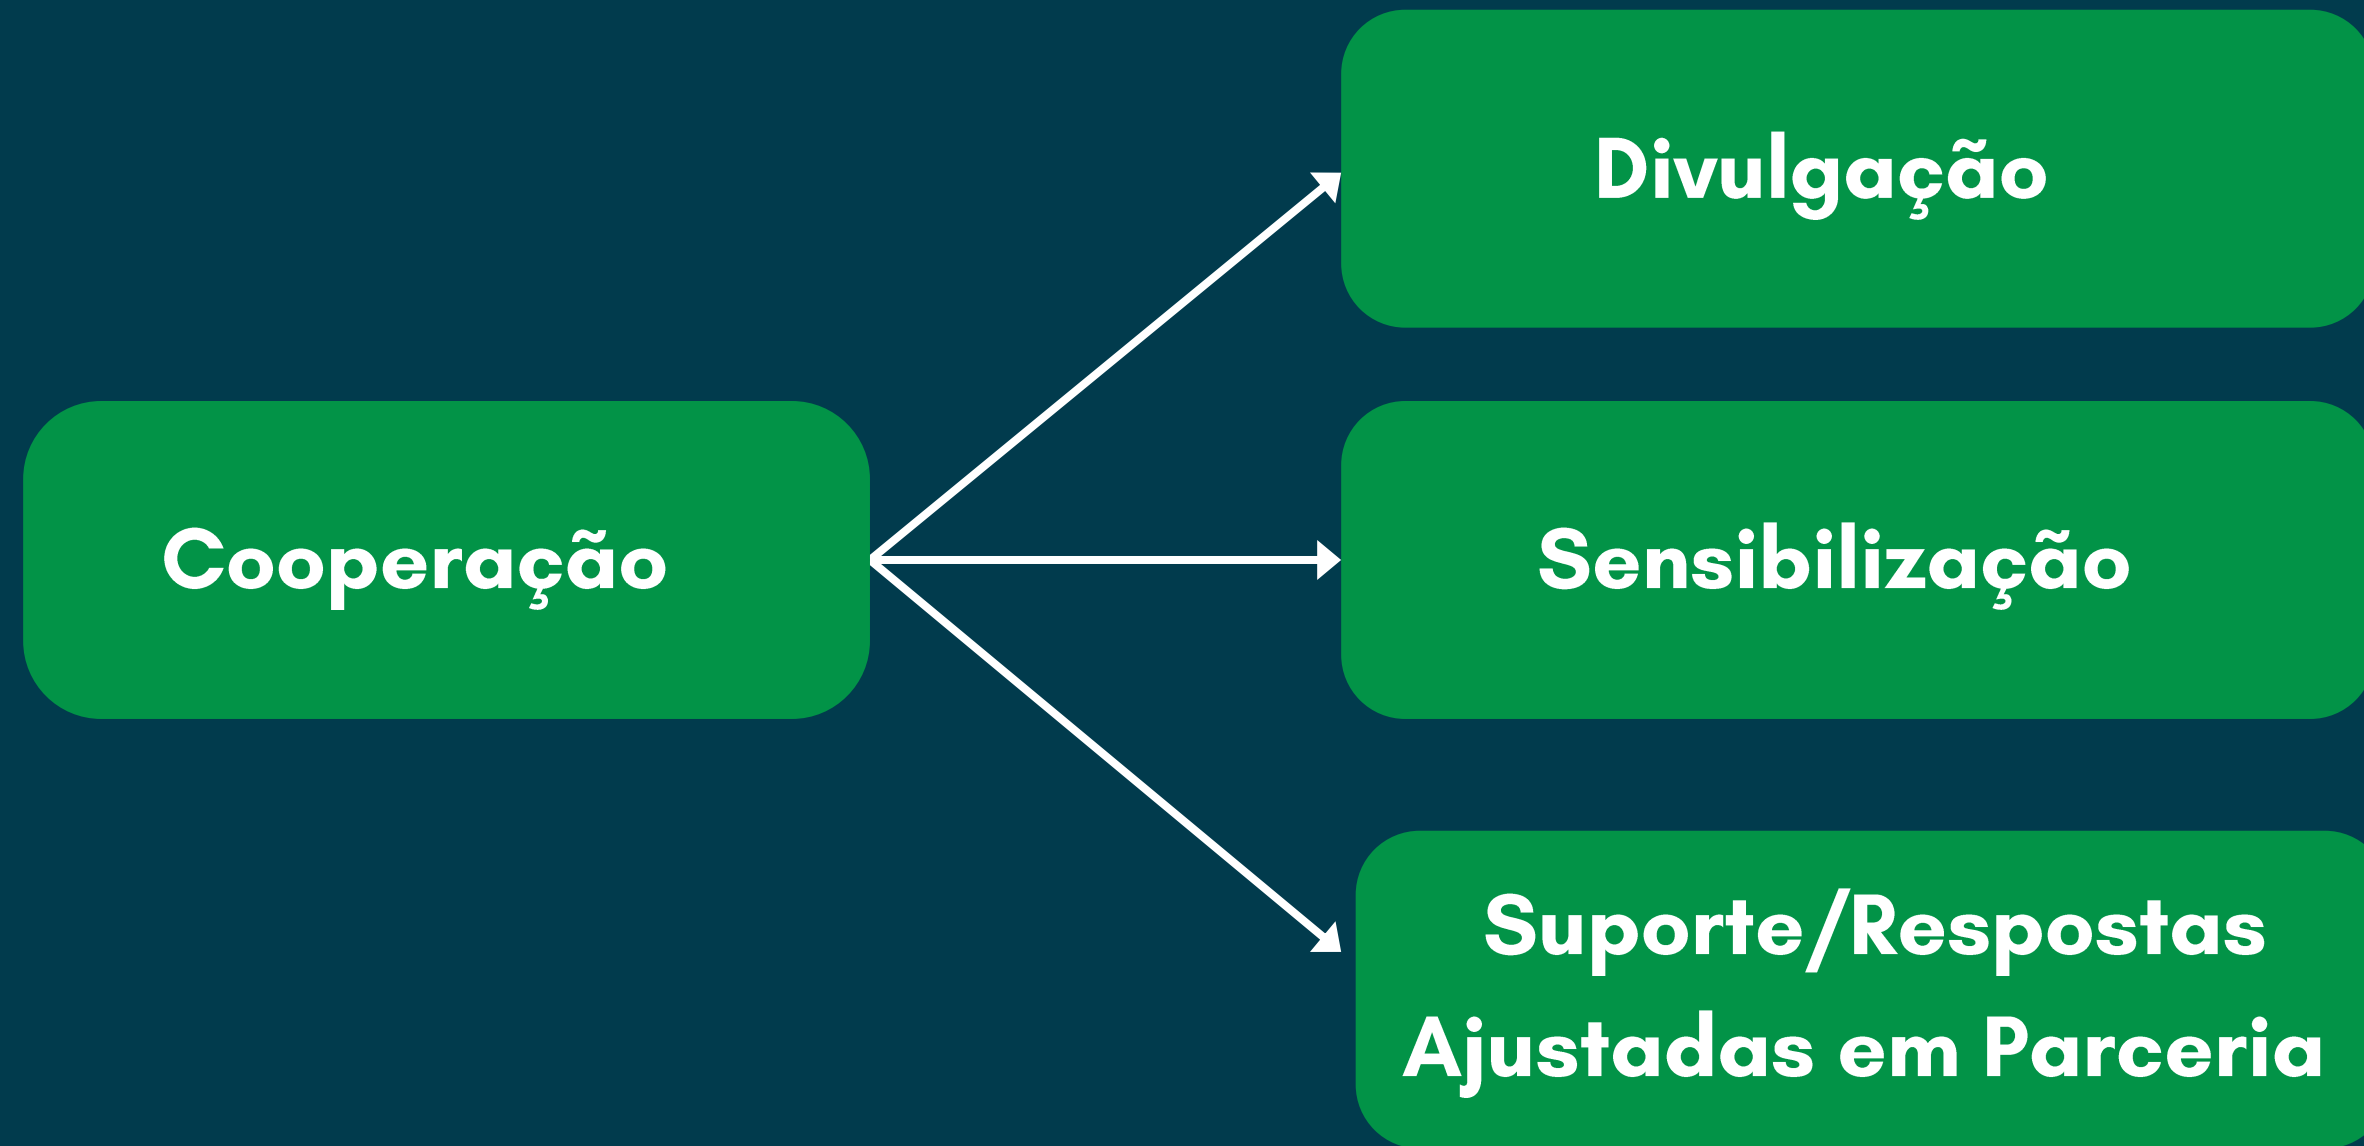 Divulgação
Cooperação
Sensibilização
Suporte/Respostas
Ajustadas em Parceria